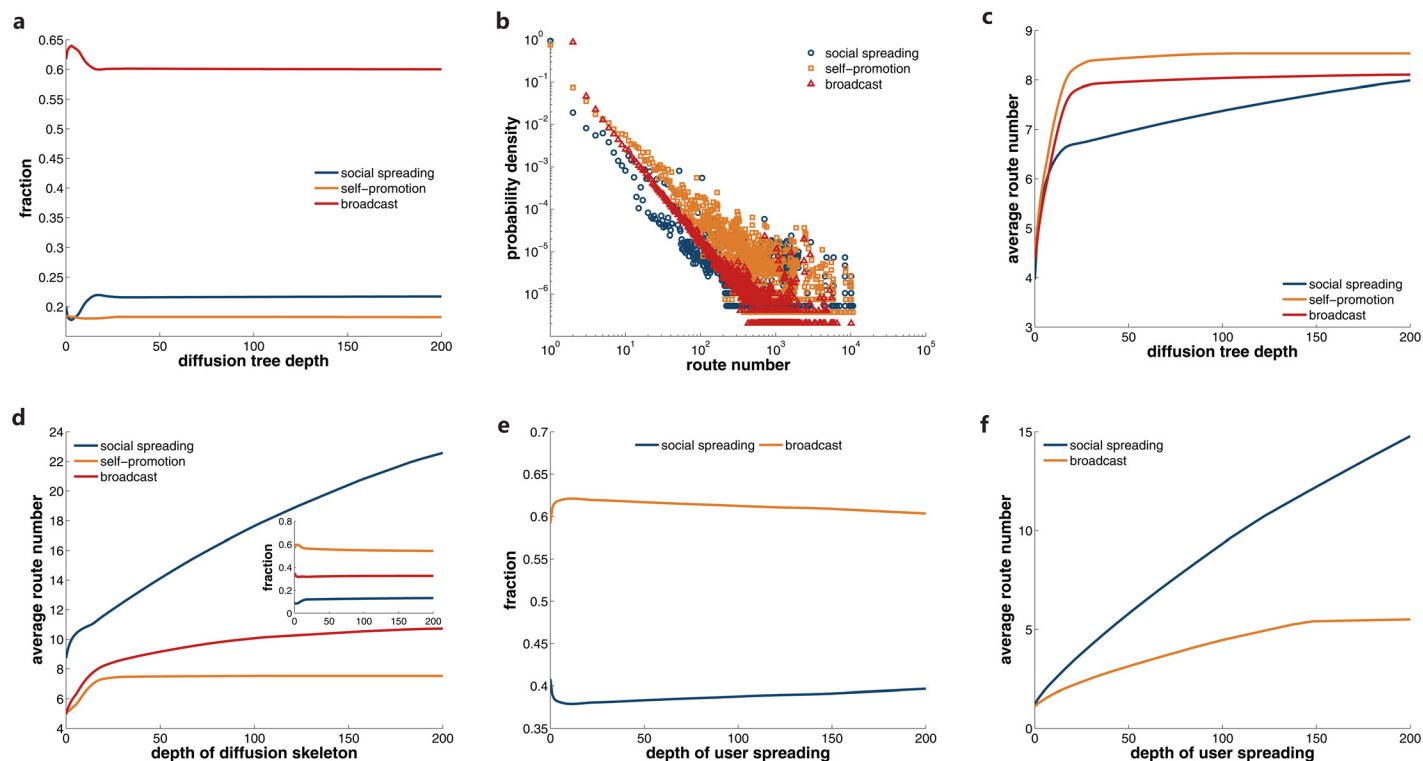 a
0.65
0.6
0.55
0.5
0.45
0.4
0.35
0.3
0.25
0.2
fraction
social spreading
self-promotion
broadcast
0 50 100 150 200
diffusion tree depth
b
10^0
10^-1
10^-2
10^-3
10^-4
10^-5
10^-6
probability density
social spreading
self-promotion
broadcast
10^0 10^1 10^2 10^3 10^4 10^5
route number
c
9
8
7
6
5
4
3
average route number
social spreading
self-promotion
broadcast
0 50 100 150 200
diffusion tree depth
d
24
22
20
18
16
14
12
10
8
6
4
average route number
social spreading
self-promotion
broadcast
0.8
0.6
0.4
0.2
0
fraction
0 50 100 150 200
0 50 100 150 200
depth of diffusion skeleton
e
0.7
0.65
0.6
0.55
0.5
0.45
0.4
0.35
fraction
social spreading broadcast
0 50 100 150 200
depth of user spreading
f
15
10
5
0
average route number
social spreading
broadcast
0 50 100 150 200
depth of user spreading